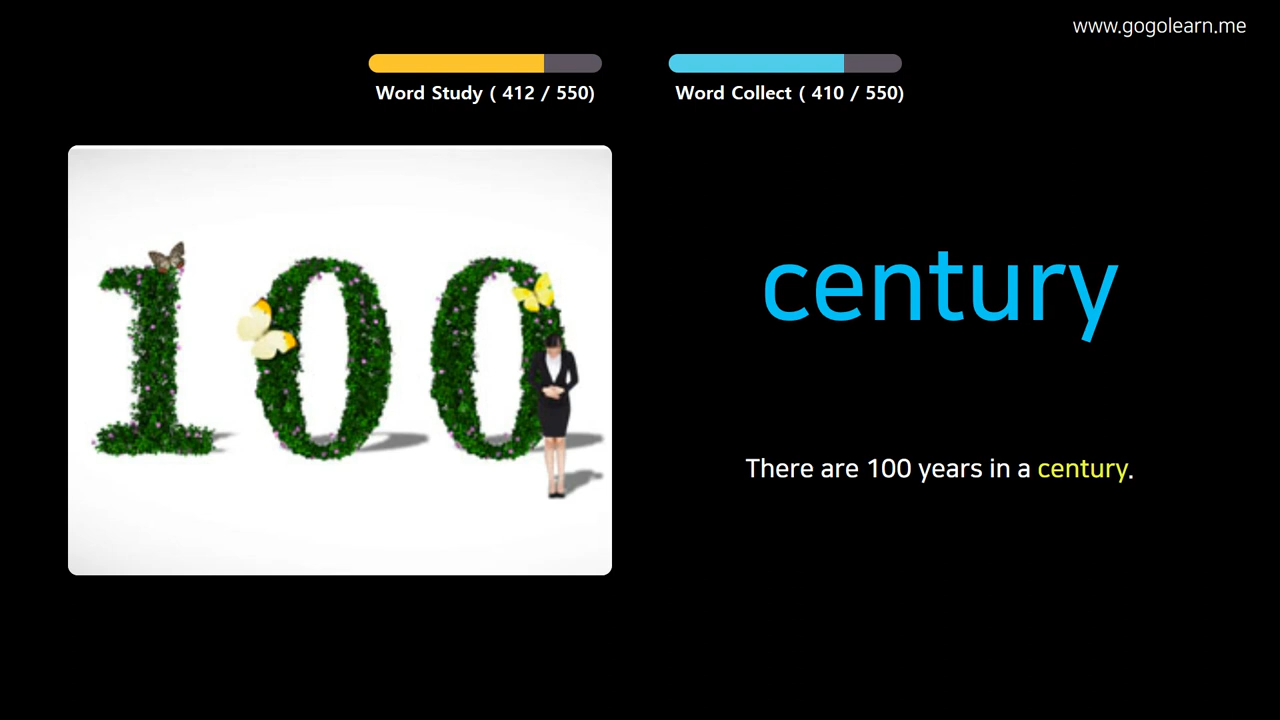 www.gogolearn.me
Word Study ( 412 / 550)
Word Collect ( 410 / 550)
100
century
There are 100 years in a century.